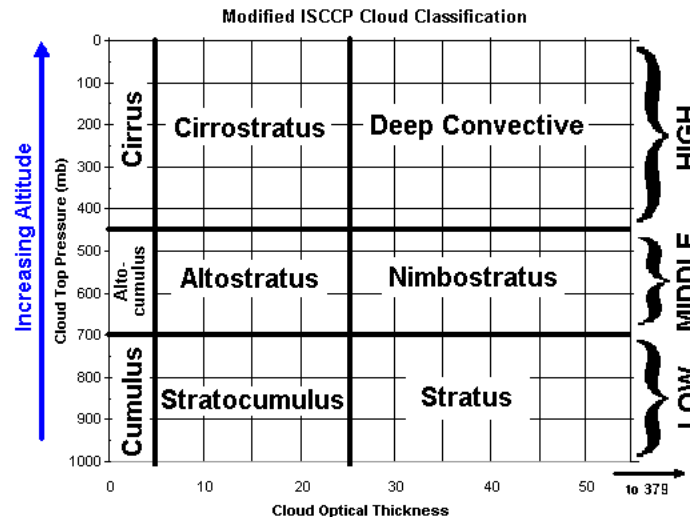 Modified ISCCP Cloud Classification
Increasing Altitude
Cloud Top Pressure (mb)
0
100
200
300
400
500
600
700
800
900
1000
Cirrus
Cirrostratus
Deep Convective
HIGH
Alto-
cumulus
Altostratus
Nimbostratus
MIDDLE
Cumulus
Stratocumulus
Stratus
LOW
0 10 20 30 40 50
to 379
Cloud Optical Thickness